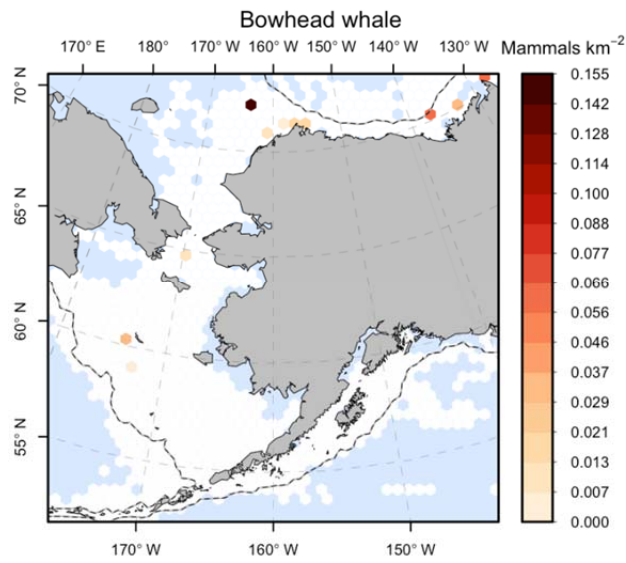 Bowhead whale
170° E 180° 170° W 160° W 150° W 140° W 130° W
Mammals km⁻²
70° N
65° N
60° N
55° N
170° W 160° W 150° W
0.155
0.142
0.128
0.114
0.100
0.088
0.077
0.066
0.056
0.046
0.037
0.029
0.021
0.013
0.007
0.000